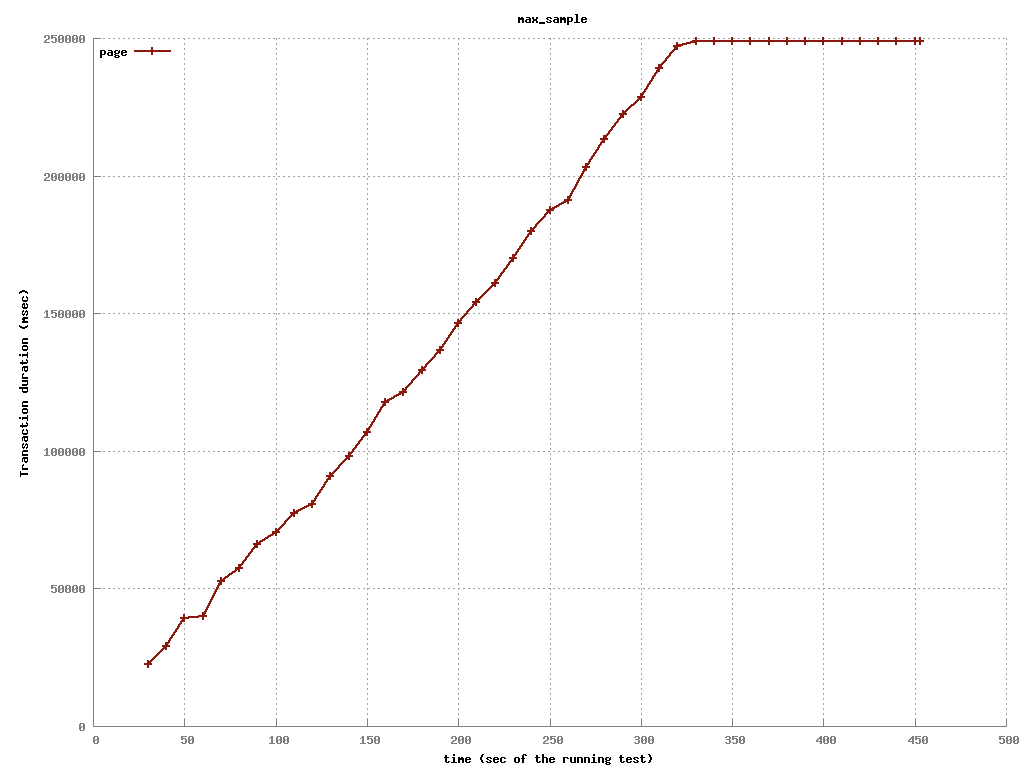 max_sample
250000
page
200000
150000
100000
50000
0
Transaction duration (msec)
0 50 100 150 200 250 300 350 400 450 500
time (sec of the running test)